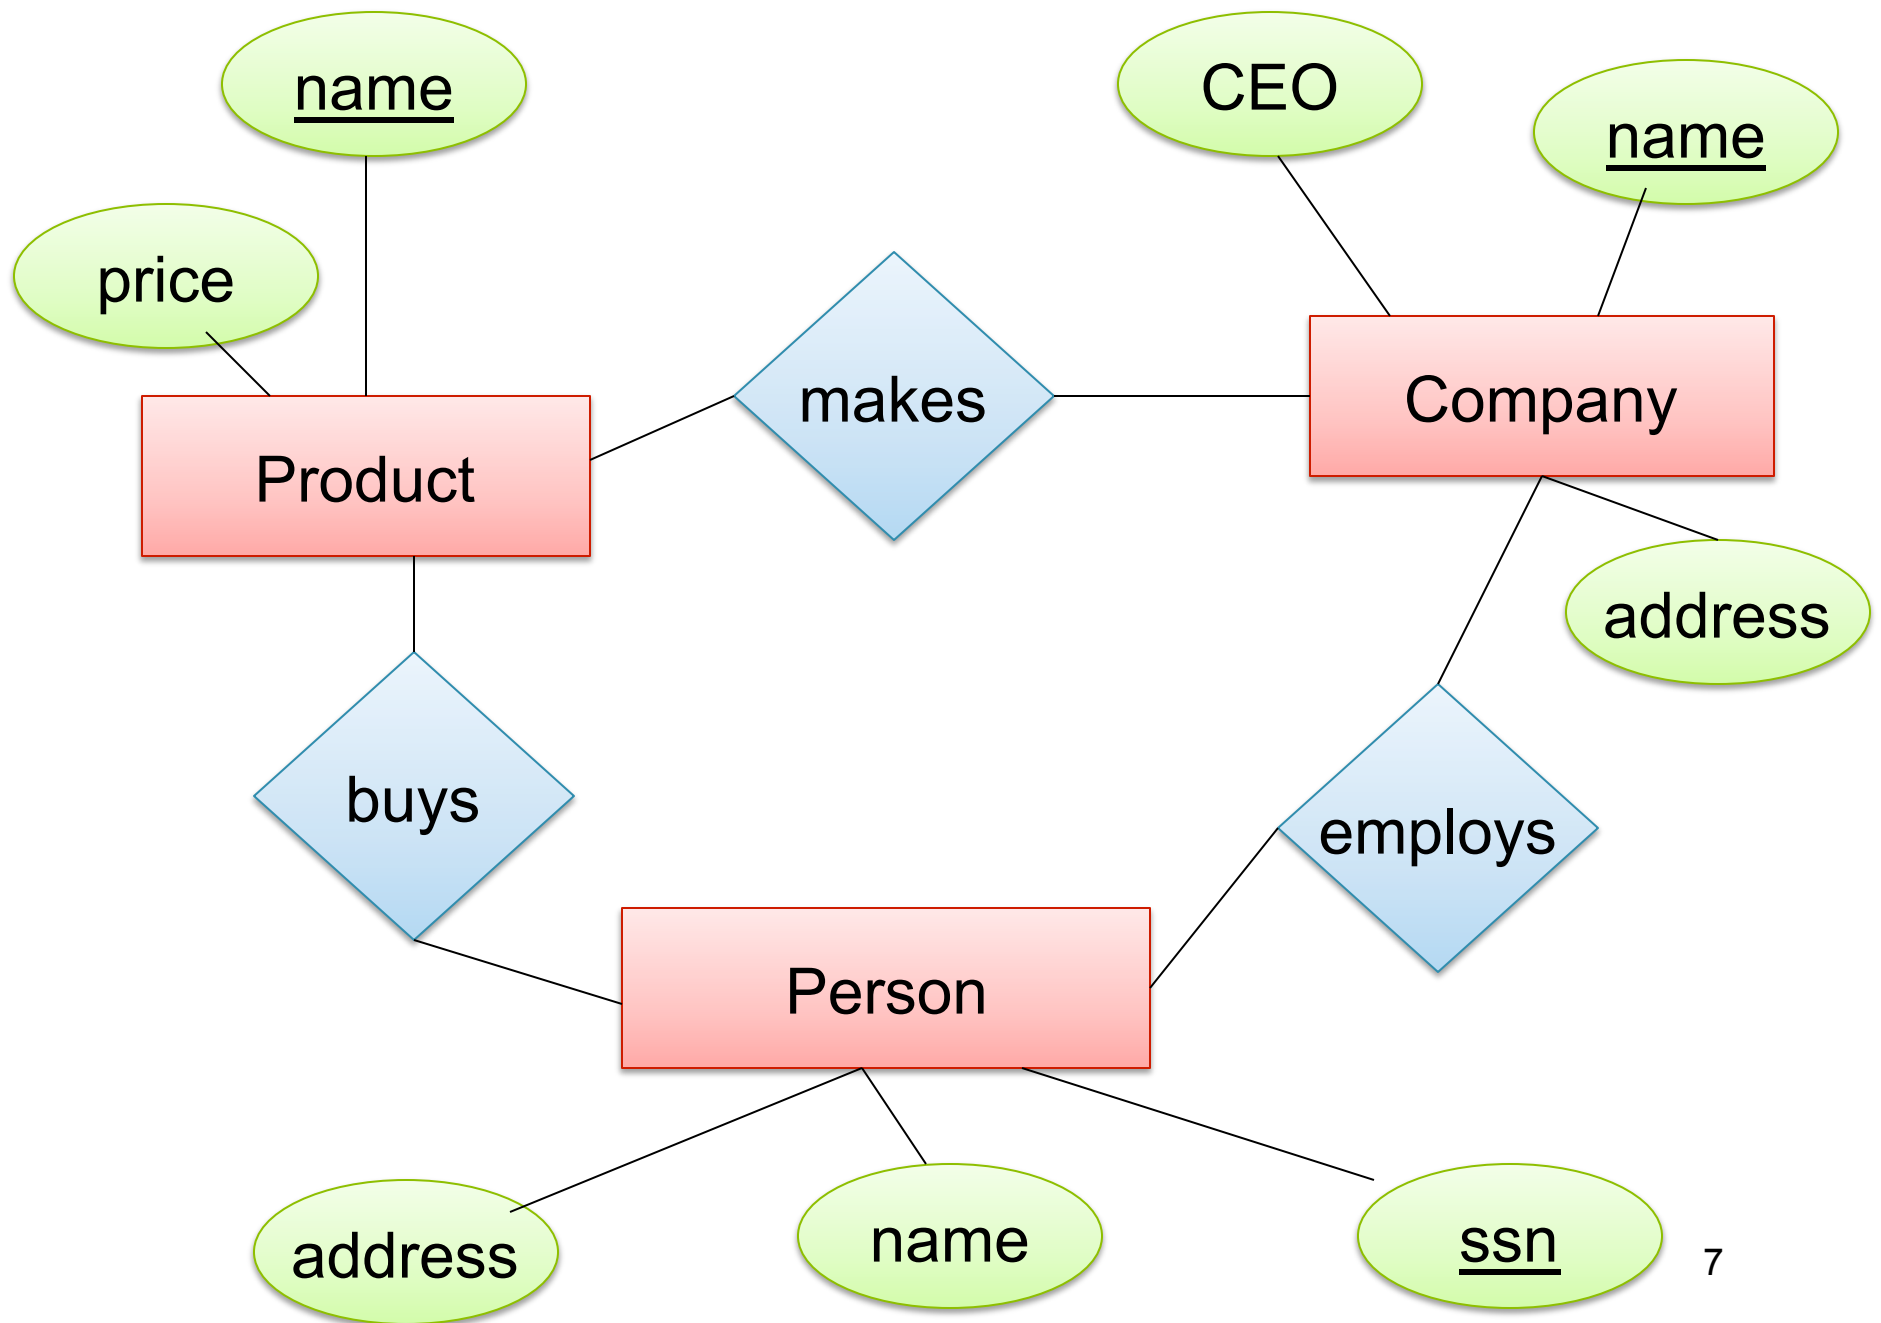 name
CEO
name
price
makes
Company
Product
address
buys
employs
Person
address
name
ssn
7